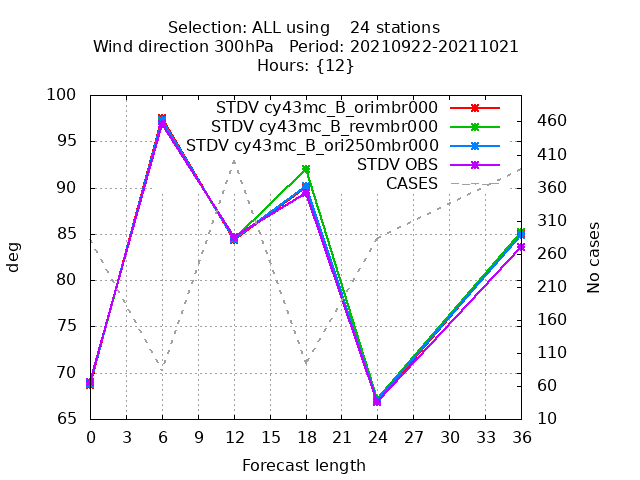 Selection: ALL using    24 stations
Wind direction 300hPa   Period: 20210922-20211021
Hours: {12}
STDV cy43mc_B_orimbr000
STDV cy43mc_B_revmbr000
STDV cy43mc_B_ori250mbr000
STDV OBS
CASES
100
95
90
85
80
75
70
65
deg
460
410
360
310
260
210
160
110
60
10
No cases
0 3 6 9 12 15 18 21 24 27 30 33 36
Forecast length